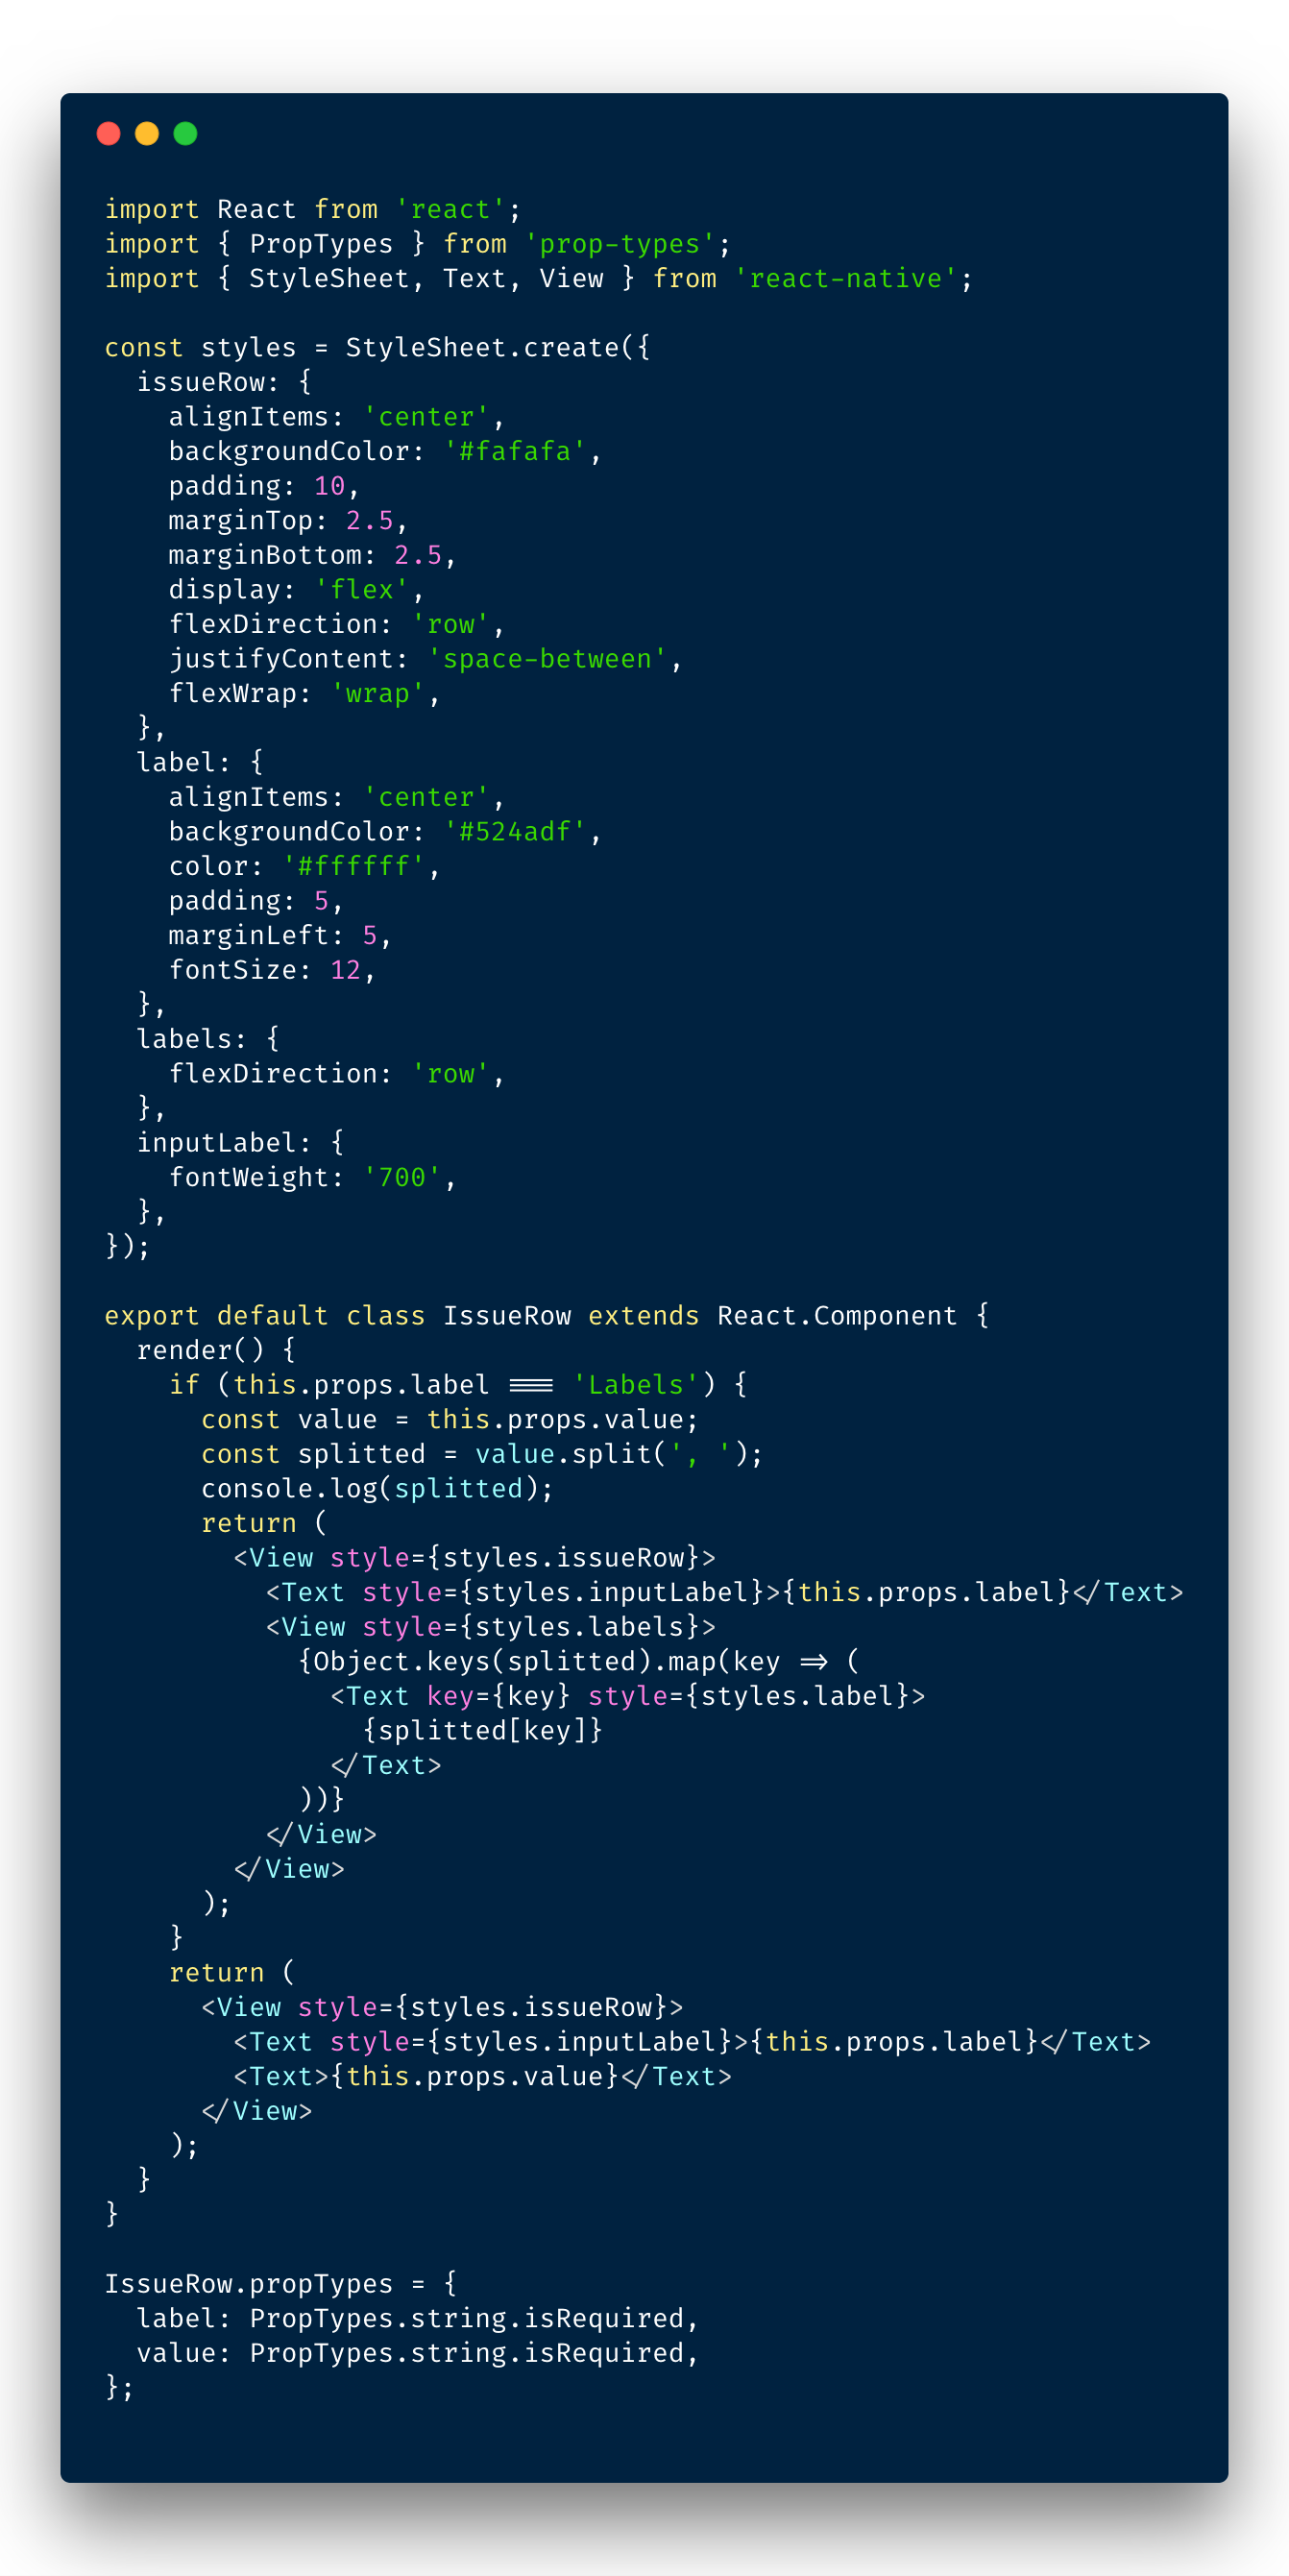 import React from 'react';
import { PropTypes } from 'prop-types';
import { StyleSheet, Text, View } from 'react-native';

const styles = StyleSheet.create({
  issueRow: {
    alignItems: 'center',
    backgroundColor: '#fafafa',
    padding: 10,
    marginTop: 2.5,
    marginBottom: 2.5,
    display: 'flex',
    flexDirection: 'row',
    justifyContent: 'space-between',
    flexWrap: 'wrap',
  },
  label: {
    alignItems: 'center',
    backgroundColor: '#524adf',
    color: '#ffffff',
    padding: 5,
    marginLeft: 5,
    fontSize: 12,
  },
  labels: {
    flexDirection: 'row',
  },
  inputLabel: {
    fontWeight: '700',
  },
});

export default class IssueRow extends React.Component {
  render() {
    if (this.props.label === 'Labels') {
      const value = this.props.value;
      const splitted = value.split(', ');
      console.log(splitted);
      return (
        <View style={styles.issueRow}>
          <Text style={styles.inputLabel}>{this.props.label}</Text>
          <View style={styles.labels}>
            {Object.keys(splitted).map(key => (
              <Text key={key} style={styles.label}>
                {splitted[key]}
              </Text>
            ))}
          </View>
        </View>
      );
    }
    return (
      <View style={styles.issueRow}>
        <Text style={styles.inputLabel}>{this.props.label}</Text>
        <Text>{this.props.value}</Text>
      </View>
    );
  }
}

IssueRow.propTypes = {
  label: PropTypes.string.isRequired,
  value: PropTypes.string.isRequired,
};